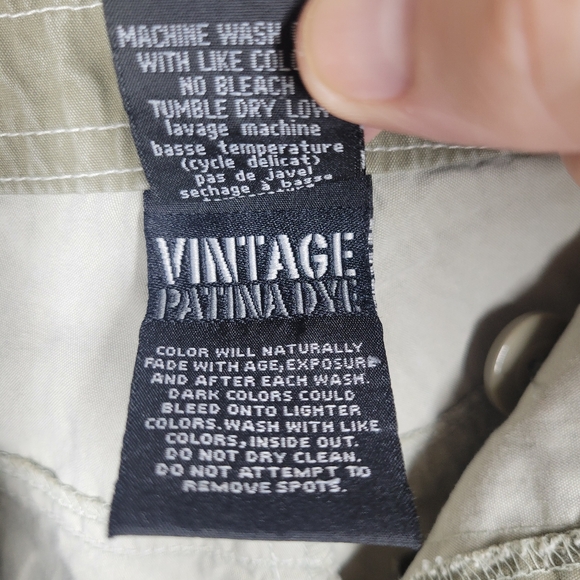 MACHINE WASH
WITH LIKE
NO BLEACH
TUMBLE DRY LOW
lavage machine
basse temperature
(cycle delicat)
pas de javel
sechage a basse
VINTAGE
PATINA DYE
COLOR WILL NATURALLY
FADE WITH AGE, EXPOSURE
AND AFTER EACH WASH.
DARK COLORS COULD
BLEED ONTO LIGHTER
COLORS. WASH WITH LIKE
COLORS, INSIDE OUT.
DO NOT DRY CLEAN.
DO NOT ATTEMPT TO
REMOVE SPOTS.